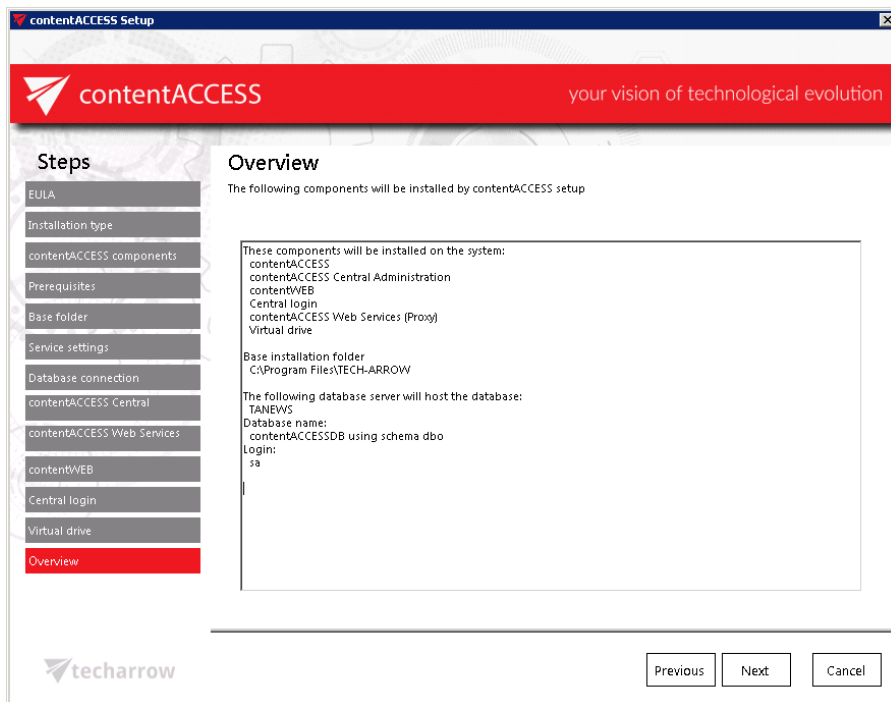 contentACCESS Setup
contentACCESS
your vision of technological evolution
Steps
EULA
Installation type
contentACCESS components
Prerequisites
Base folder
Service settings
Database connection
contentACCESS Central
contentACCESS Web Services
contentWEB
Central login
Virtual drive
Overview
Overview
The following components will be installed by contentACCESS setup
These components will be installed on the system:
contentACCESS
contentACCESS Central Administration
contentWEB
Central login
contentACCESS Web Services (Proxy)
Virtual drive
Base installation folder
C:\Program Files\TECH-ARROW
The following database server will host the database:
TANEWS
Database name:
contentACCESSDB using schema dbo
Login:
sa
techarrow
Previous
Next
Cancel